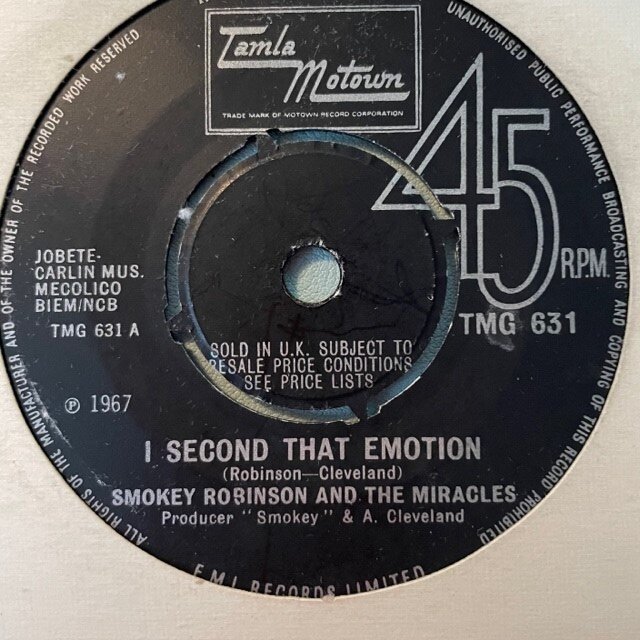 Tamla
Motown
TRADE MARK OF MOTOWN RECORD CORPORATION
45
R.P.M.
TMG 631
JOBETE-
CARLIN MUS.
MECOLICO
BIEM/NCB
TMG 631 A
SOLD IN U.K. SUBJECT TO
RESALE PRICE CONDITIONS
SEE PRICE LISTS
℗ 1967
I SECOND THAT EMOTION
(Robinson—Cleveland)
SMOKEY ROBINSON AND THE MIRACLES
Producer "Smokey" & A. Cleveland
E.M.I. RECORDS LIMITED
ALL RIGHTS OF THE MANUFACTURER AND OF THE OWNER OF THE RECORDED WORK RESERVED
UNAUTHORISED PUBLIC PERFORMANCE BROADCASTING AND COPYING OF THIS RECORD PROHIBITED